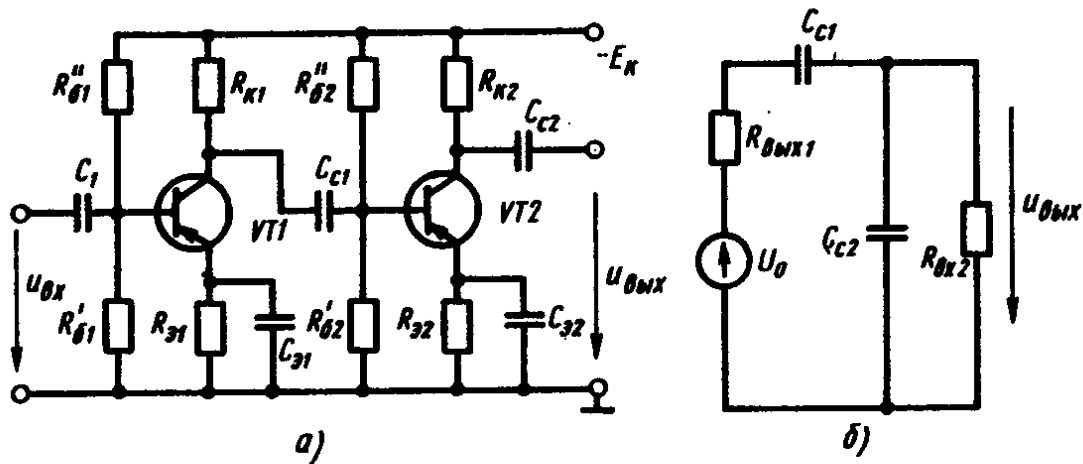 -Eк
R''б1
Rк1
R''б2
Rк2
Cс2
C1
Cс1
VT1
VT2
uвх
uвых
R'б1
Rэ1
Cэ1
R'б2
Rэ2
Cэ2
а)
Cс1
Rвых1
U0
Cс2
Rвх2
uвых
б)